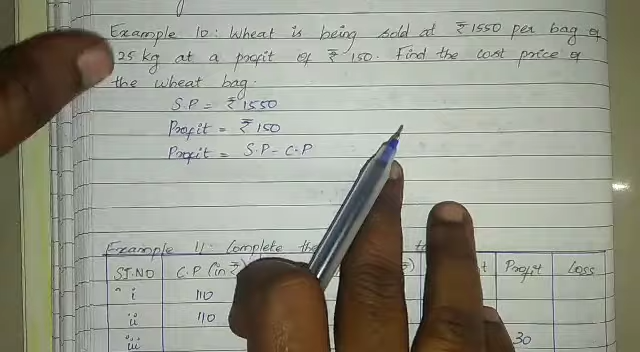 Example 10: Wheat is being sold at ₹1550 per bag of
25 kg at a profit of ₹ 150. Find the cost price of
the wheat bag.
S.P = ₹1550
Profit = ₹150
Profit = S.P - C.P
Example 11: Complete the
ST.NO C.P (in ₹) Profit Loss
i 110
ii 110
iii 30